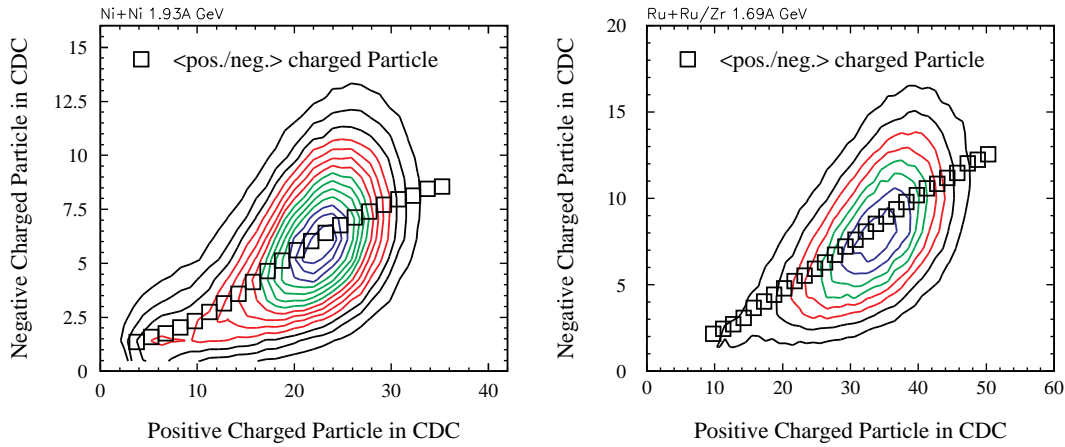 Ni+Ni 1.93A GeV
<pos./neg.> charged Particle
Negative Charged Particle in CDC
15
12.5
10
7.5
5
2.5
0
0 10 20 30 40
Positive Charged Particle in CDC
Ru+Ru/Zr 1.69A GeV
<pos./neg.> charged Particle
Negative Charged Particle in CDC
20
15
10
5
0
0 10 20 30 40 50 60
Positive Charged Particle in CDC